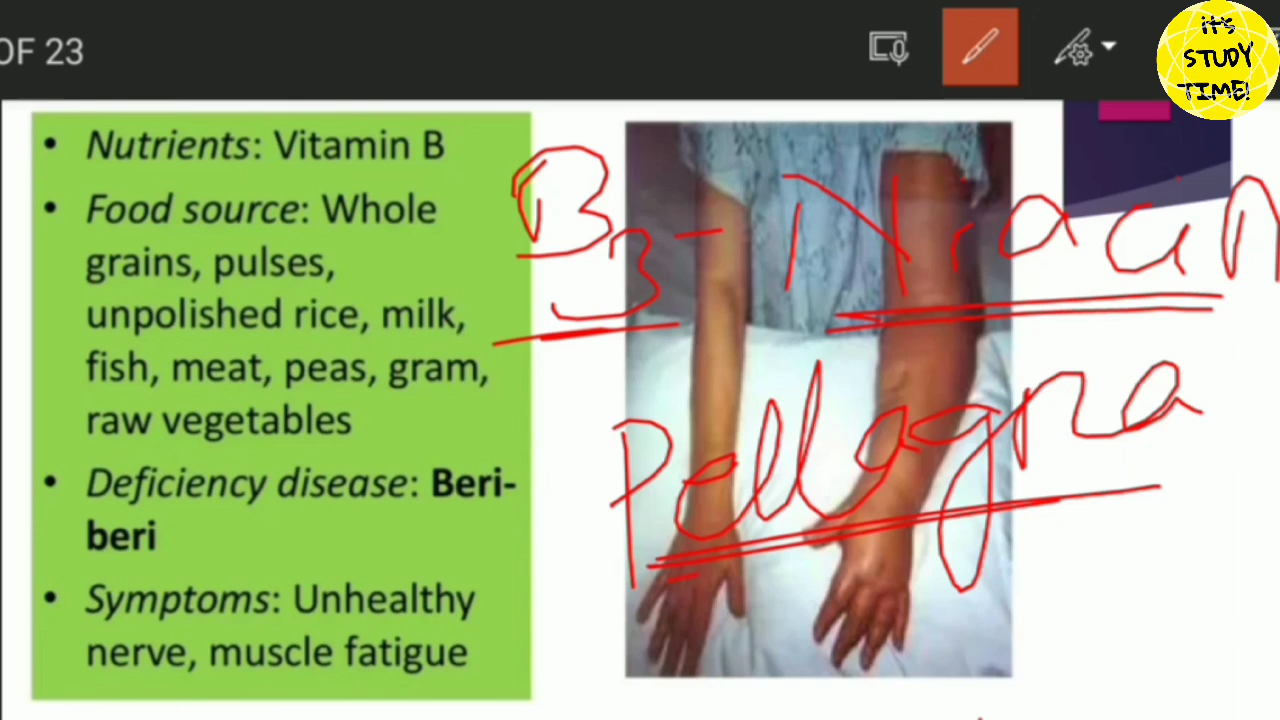 OF 23
it's
STUDY
TIME!
• Nutrients: Vitamin B
• Food source: Whole
grains, pulses,
unpolished rice, milk,
fish, meat, peas, gram,
raw vegetables
• Deficiency disease: Beri-
beri
• Symptoms: Unhealthy
nerve, muscle fatigue
B3 - Niacin
Pellagra